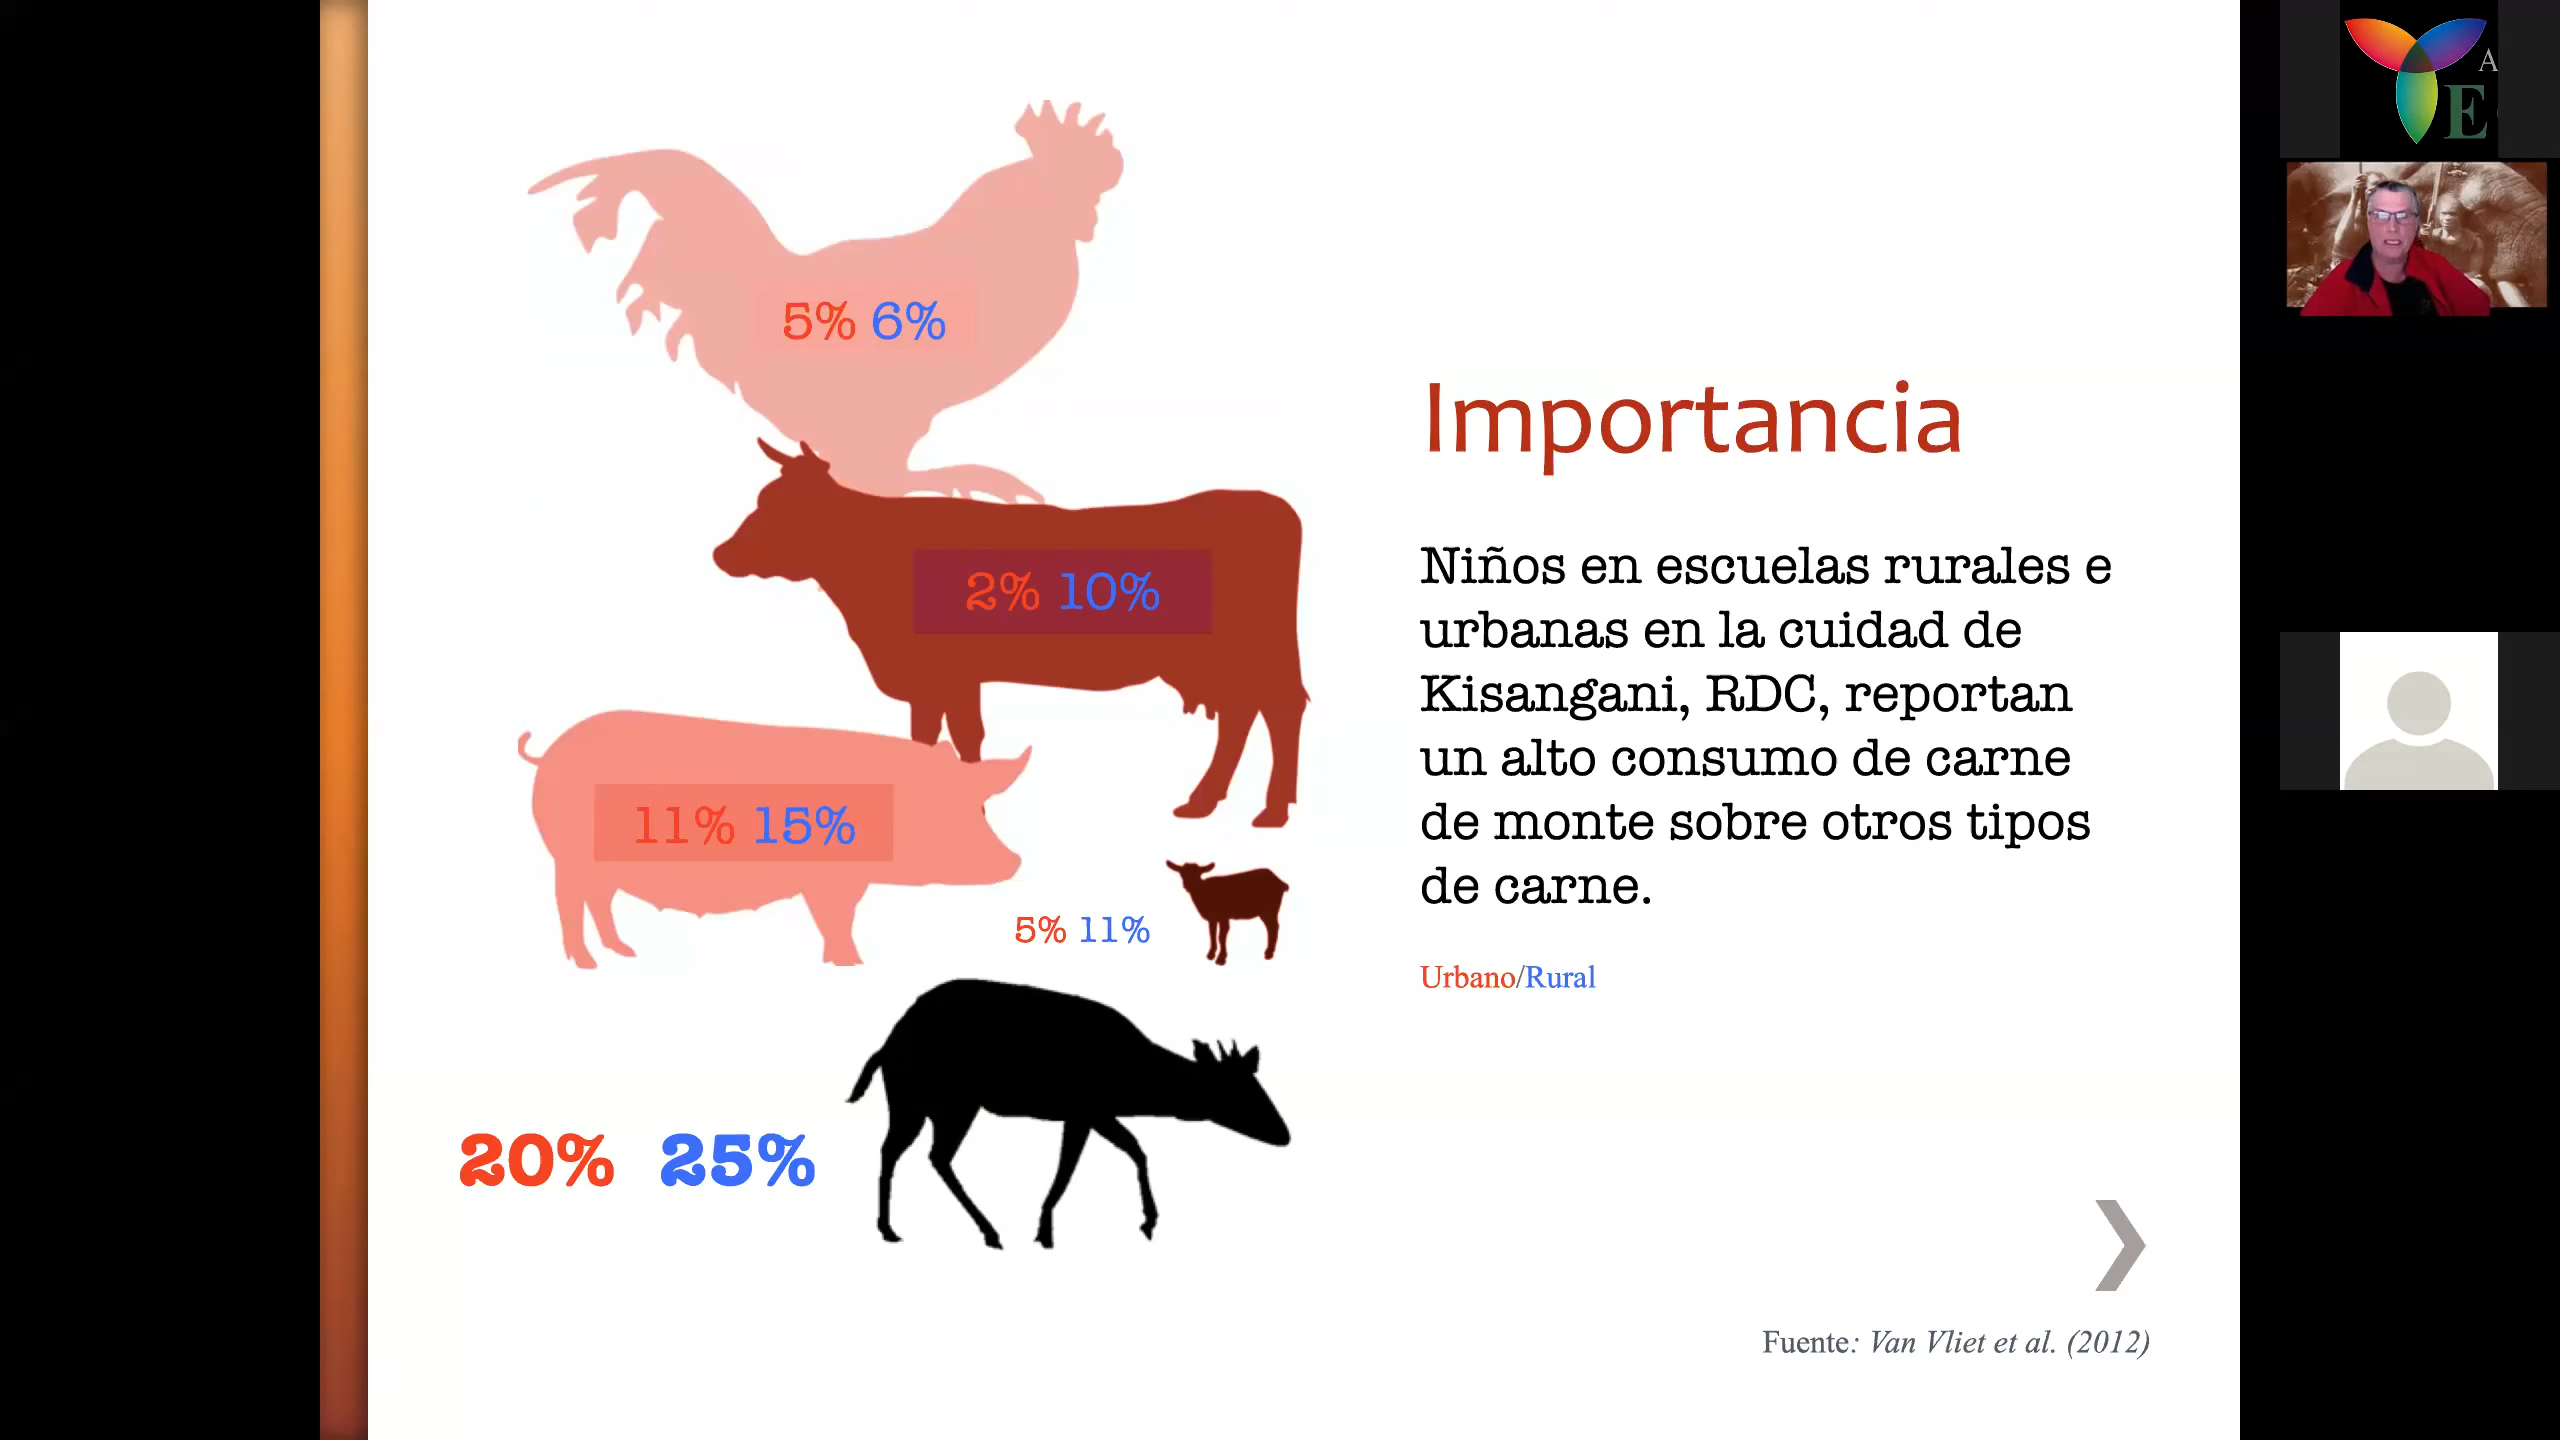 A
E
5% 6%
Importancia
2% 10%
Niños en escuelas rurales e
urbanas en la cuidad de
Kisangani, RDC, reportan
un alto consumo de carne
de monte sobre otros tipos
de carne.
11% 15%
5% 11%
Urbano/Rural
20% 25%
Fuente: Van Vliet et al. (2012)